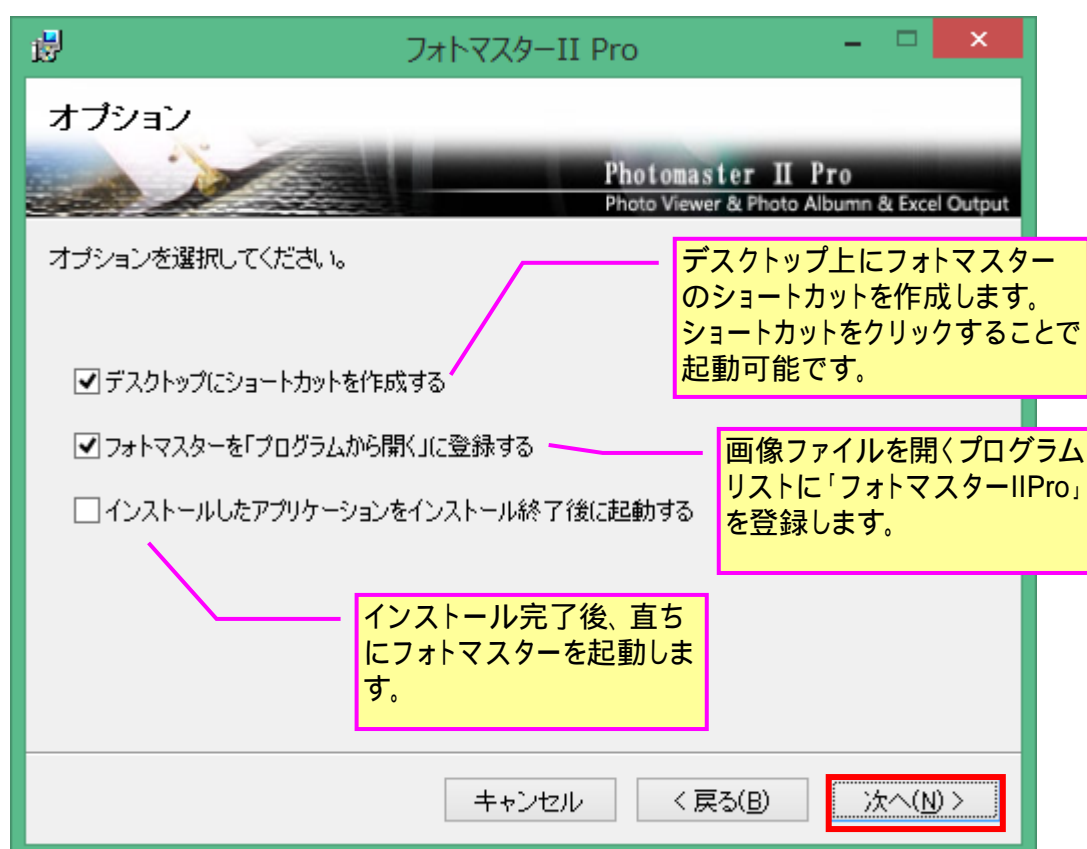 フォトマスターII Pro
オプション
Photomaster II Pro
Photo Viewer & Photo Albumn & Excel Output
オプションを選択してください。
デスクトップ上にフォトマスター
のショートカットを作成します。
ショートカットをクリックすることで
起動可能です。
デスクトップにショートカットを作成する
フォトマスターを「プログラムから開く」に登録する
画像ファイルを開くプログラム
リストに「フォトマスターIIPro」
を登録します。
インストールしたアプリケーションをインストール終了後に起動する
インストール完了後、直ち
にフォトマスターを起動しま
す。
キャンセル
< 戻る(B)
次へ(N) >